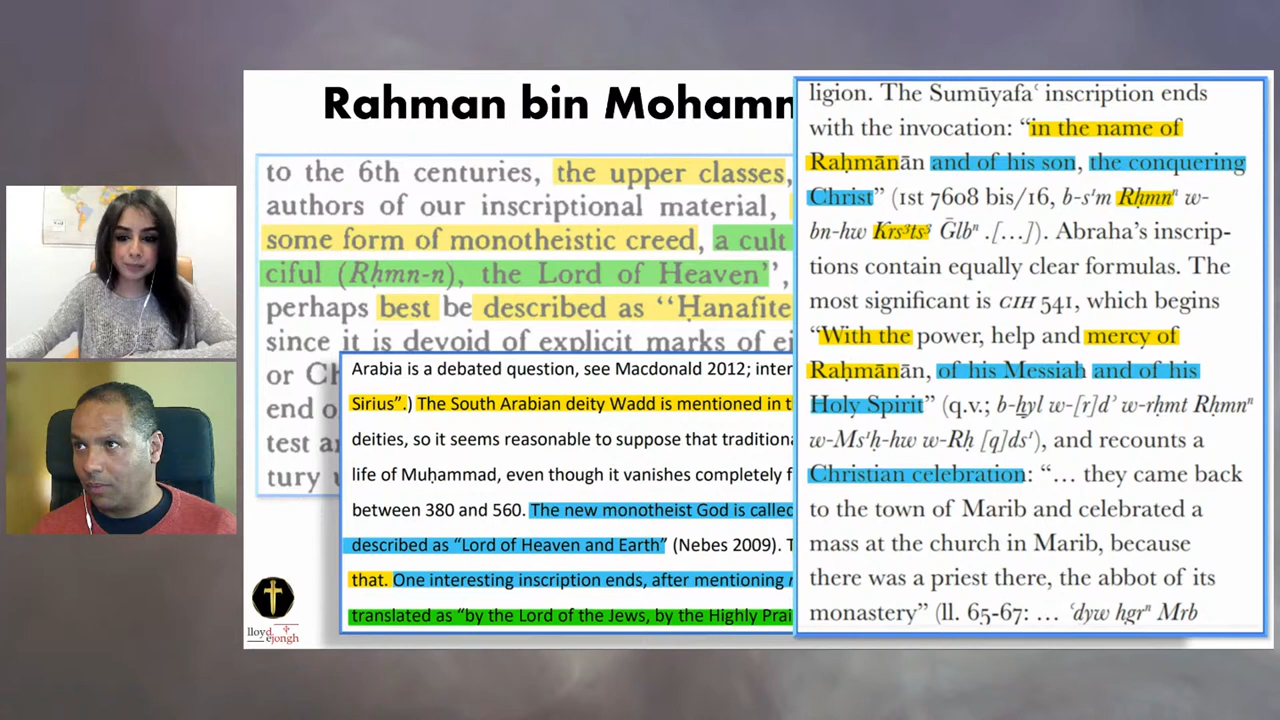 Rahman bin Mohamm
to the 6th centuries, the upper classes,
authors of our inscriptional material,
some form of monotheistic creed, a cult
ciful (Rḥmn-n), the Lord of Heaven’’,
perhaps best be described as ‘‘Ḥanafite
since it is devoid of explicit marks of ei
or Ch
end o
test a
tury
Arabia is a debated question, see Macdonald 2012; inter
Sirius”.) The South Arabian deity Wadd is mentioned in t
deities, so it seems reasonable to suppose that traditiona
life of Muḥammad, even though it vanishes completely f
between 380 and 560. The new monotheist God is called
described as “Lord of Heaven and Earth” (Nebes 2009). T
that. One interesting inscription ends, after mentioning
translated as “by the Lord of the Jews, by the Highly Prai
ligion. The Sumūyafaʿ inscription ends
with the invocation: “in the name of
Raḥmānān and of his son, the conquering
Christ” (Ist 7608 bis/16, b-s¹m Rḥmnⁿ w-
bn-hw Krs³ts³ Ḡlbⁿ .[…]). Abraha’s inscrip-
tions contain equally clear formulas. The
most significant is CIH 541, which begins
“With the power, help and mercy of
Raḥmānān, of his Messiah and of his
Holy Spirit” (q.v.; b-ḫyl w-[r]dʾ w-rḥmt Rḥmnⁿ
w-Ms¹ḥ-hw w-Rḥ [q]ds¹), and recounts a
Christian celebration: “… they came back
to the town of Marib and celebrated a
mass at the church in Marib, because
there was a priest there, the abbot of its
monastery” (ll. 65-67: … ʿdyw hgrⁿ Mrb
lloyd
ejongh